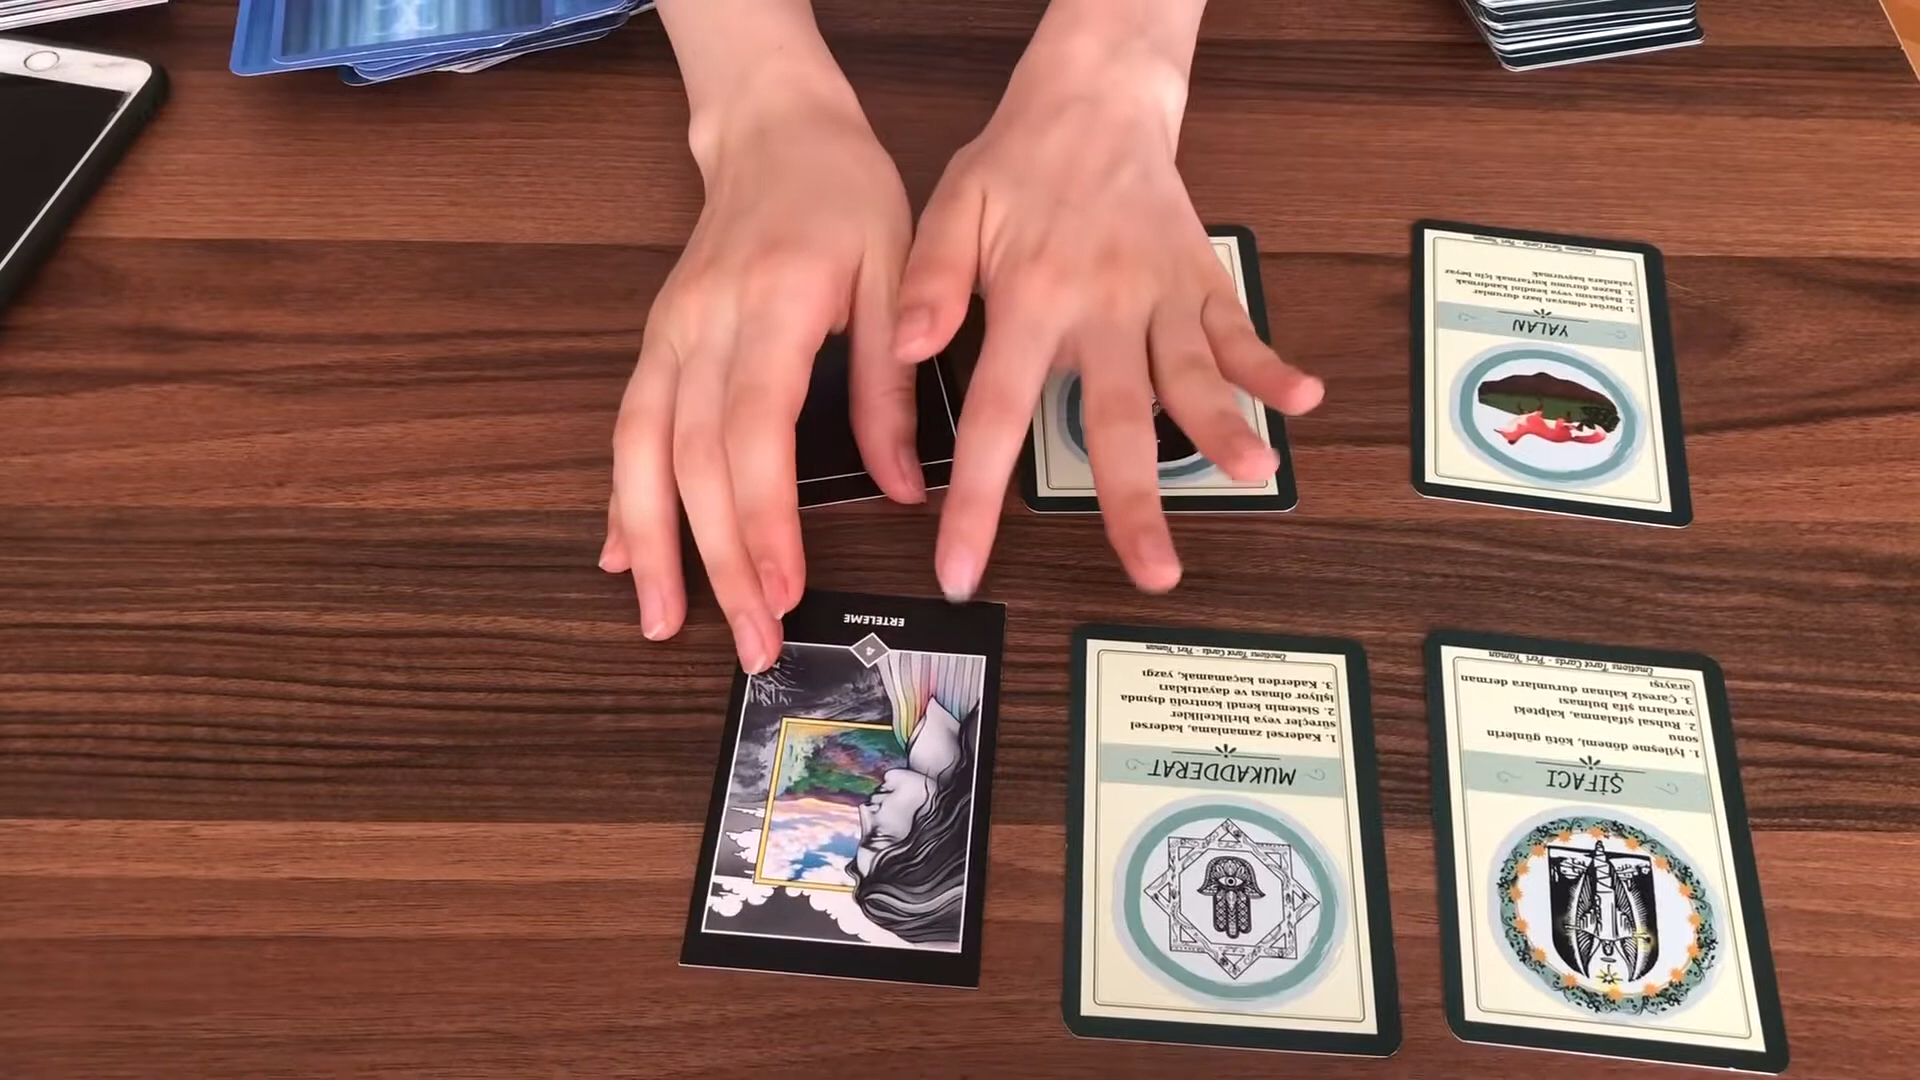 Emotions Tarot Cards - Peri Yaman
1. Dürüst olmayan bazı durumlar
2. Başkasını veya kendini kandırmak
3. Bazen durumu kurtarmak için beyaz
yalanlara başvurmak
YALAN
ERTELEME
4
Emotions Tarot Cards - Peri Yaman
1. Kadersel zamanlama, kadersel
süreçler veya birliktelikler
2. Sistemin kendi kontrolü dışında
işliyor olması ve dayattıkları
3. Kaderden kaçamamak, yazgı
MUKADDERAT
Emotions Tarot Cards - Peri Yaman
1. İyileşme dönemi, kötü günlerin
sonu
2. Ruhsal şifalanma, kalpteki
yaraların şifa bulması
3. Çaresiz kalınan durumlara derman
arayışı
ŞİFACI